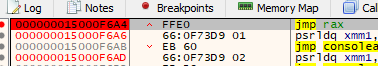 Log Notes Breakpoints Memory Map Call
000000015000F6A4 FFE0 jmp rax
000000015000F6A6 66:0F73D9 01 psrldq xmm1,
000000015000F6AB EB 60 jmp consolea
000000015000F6AD 66:0F73D9 02 psrldq xmm1,